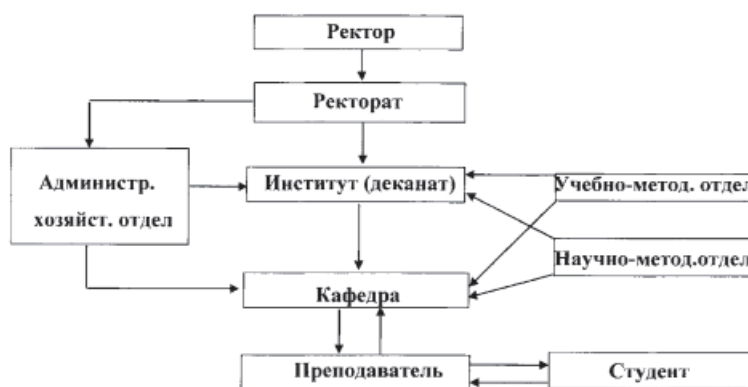 Ректор
Ректорат
Администр.
хозяйст. отдел
Институт (деканат)
Учебно-метод. отдел
Научно-метод.отдел
Кафедра
Преподаватель
Студент